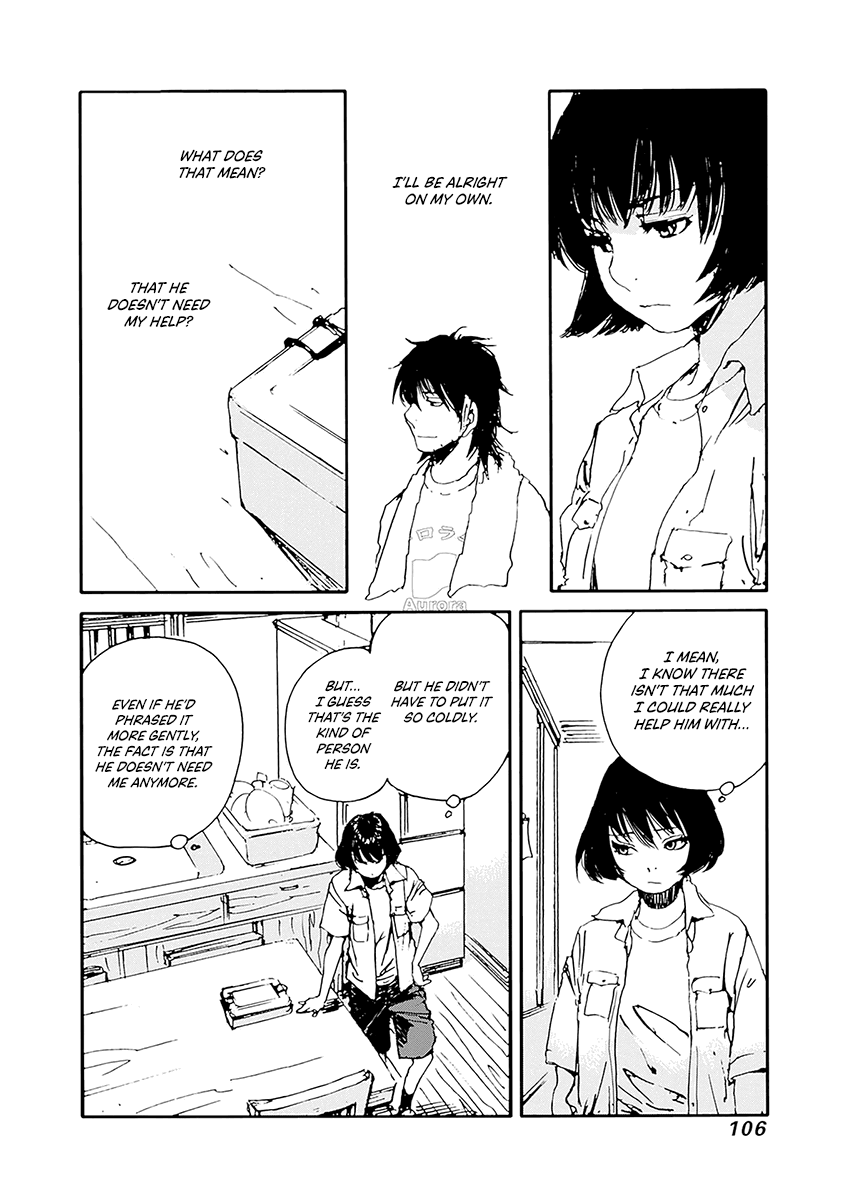 I'LL BE ALRIGHT
ON MY OWN.
WHAT DOES
THAT MEAN?
THAT HE
DOESN'T NEED
MY HELP?
Aurora
I MEAN,
I KNOW THERE
ISN'T THAT MUCH
I COULD REALLY
HELP HIM WITH...
BUT HE DIDN'T
HAVE TO PUT IT
SO COLDLY.
BUT...
I GUESS
THAT'S THE
KIND OF
PERSON
HE IS.
EVEN IF HE'D
PHRASED IT
MORE GENTLY,
THE FACT IS THAT
HE DOESN'T NEED
ME ANYMORE.
106